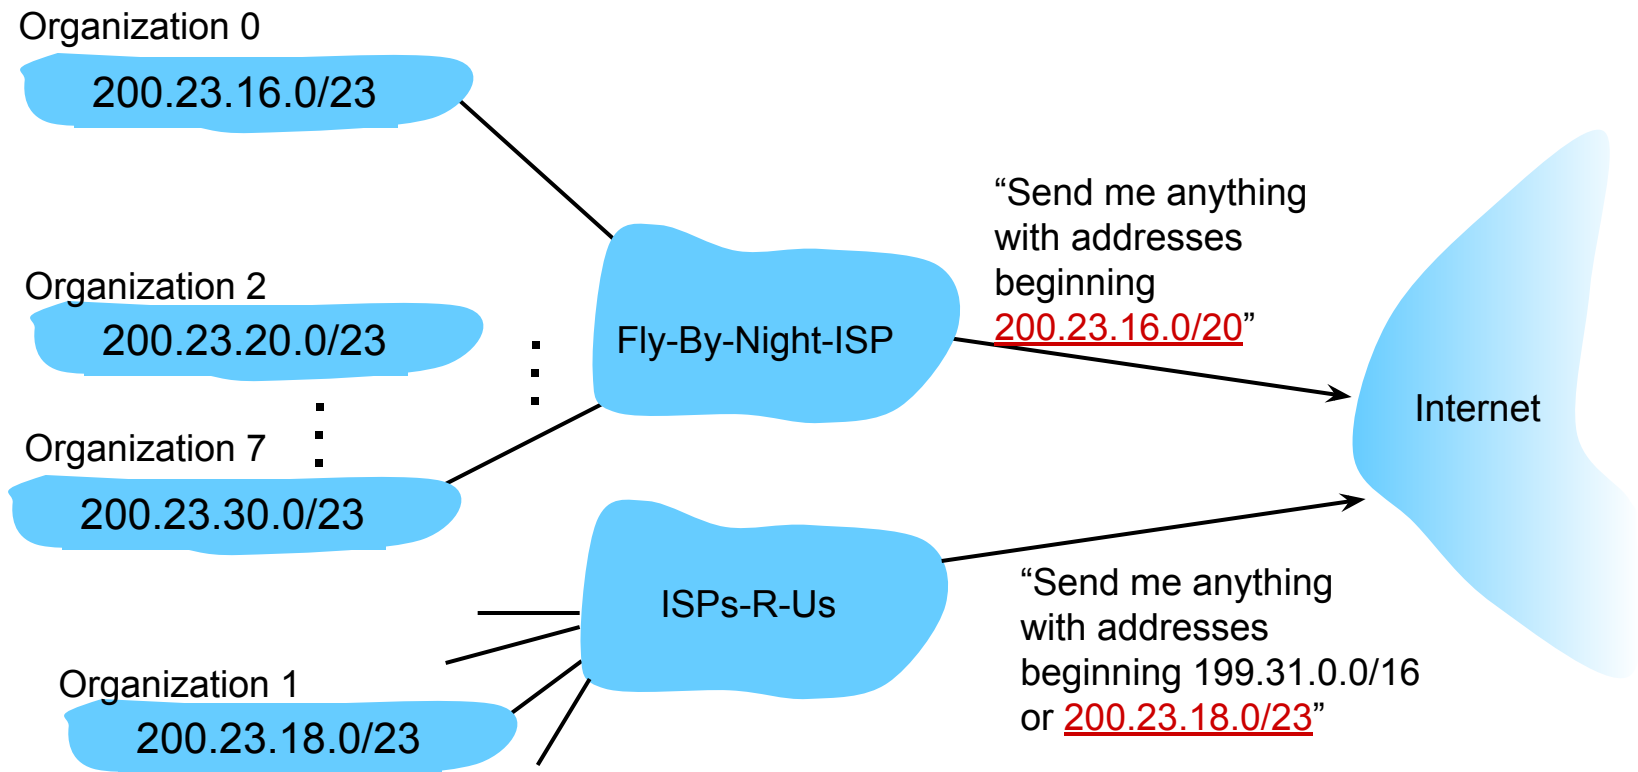 Organization 0
200.23.16.0/23
Organization 2
200.23.20.0/23
Organization 7
200.23.30.0/23
Fly-By-Night-ISP
“Send me anything
with addresses
beginning
200.23.16.0/20”
Internet
ISPs-R-Us
Organization 1
200.23.18.0/23
“Send me anything
with addresses
beginning 199.31.0.0/16
or 200.23.18.0/23”